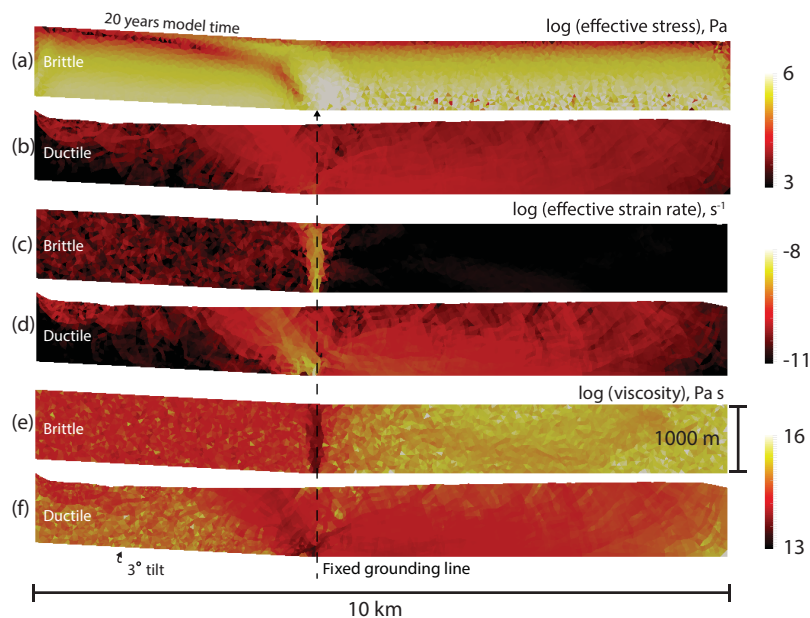 20 years model time
log (effective stress), Pa
(a)
Brittle
6
(b)
Ductile
3
log (effective strain rate), s⁻¹
(c)
Brittle
-8
(d)
Ductile
-11
log (viscosity), Pa s
(e)
Brittle
1000 m
16
(f)
Ductile
13
3° tilt
Fixed grounding line
10 km